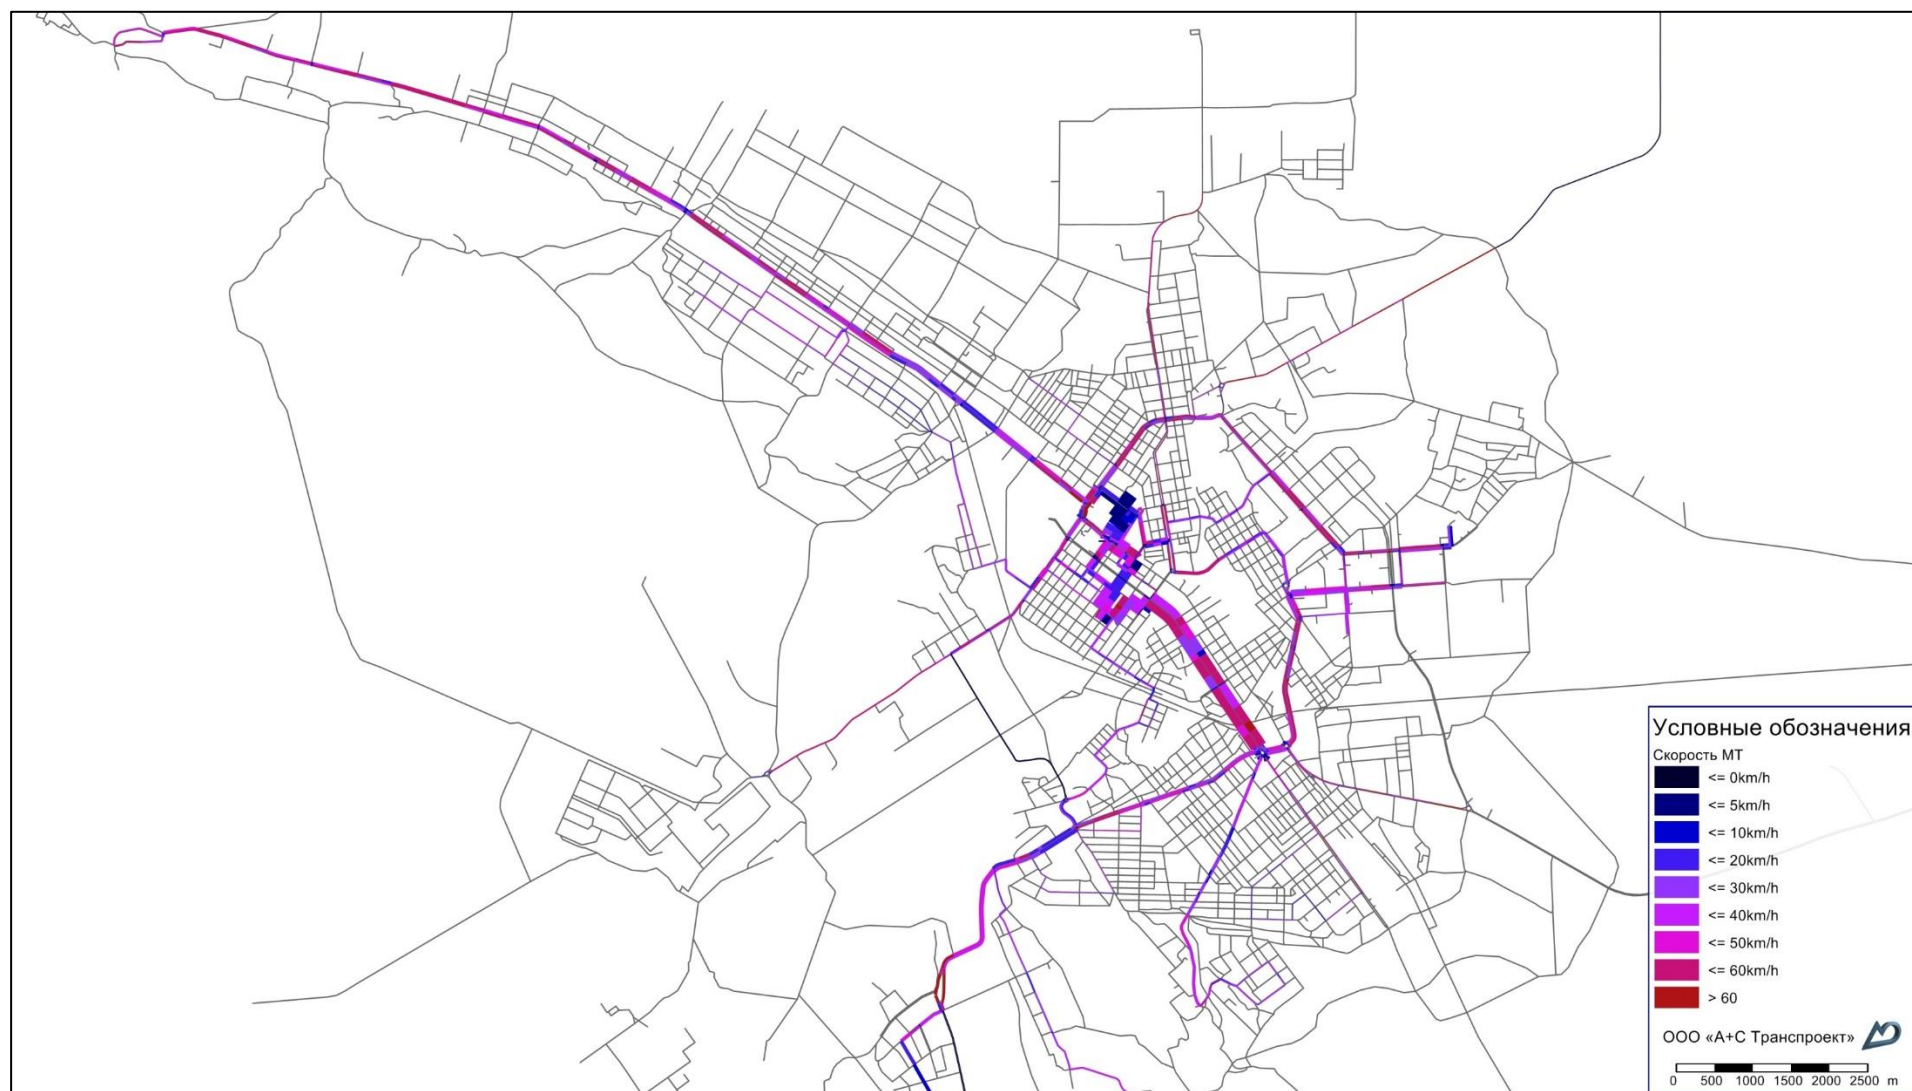 Условные обозначения
Скорость МТ
<= 0km/h
<= 5km/h
<= 10km/h
<= 20km/h
<= 30km/h
<= 40km/h
<= 50km/h
<= 60km/h
> 60
ООО «А+С Транспроект»
0 500 1000 1500 2000 2500 m